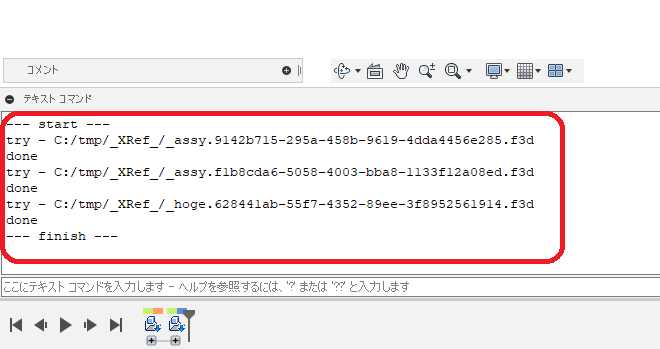 コメント
テキスト コマンド
--- start ---
try - C:/tmp/_XRef_/_assy.9142b715-295a-458b-9619-4dda4456e285.f3d
done
try - C:/tmp/_XRef_/_assy.f1b8cda6-5058-4003-bba8-1133f12a08ed.f3d
done
try - C:/tmp/_XRef_/_hoge.628441ab-55f7-4352-89ee-3f8952561914.f3d
done
--- finish ---
ここにテキスト コマンドを入力します - ヘルプを参照するには、'?' または '??' と入力します